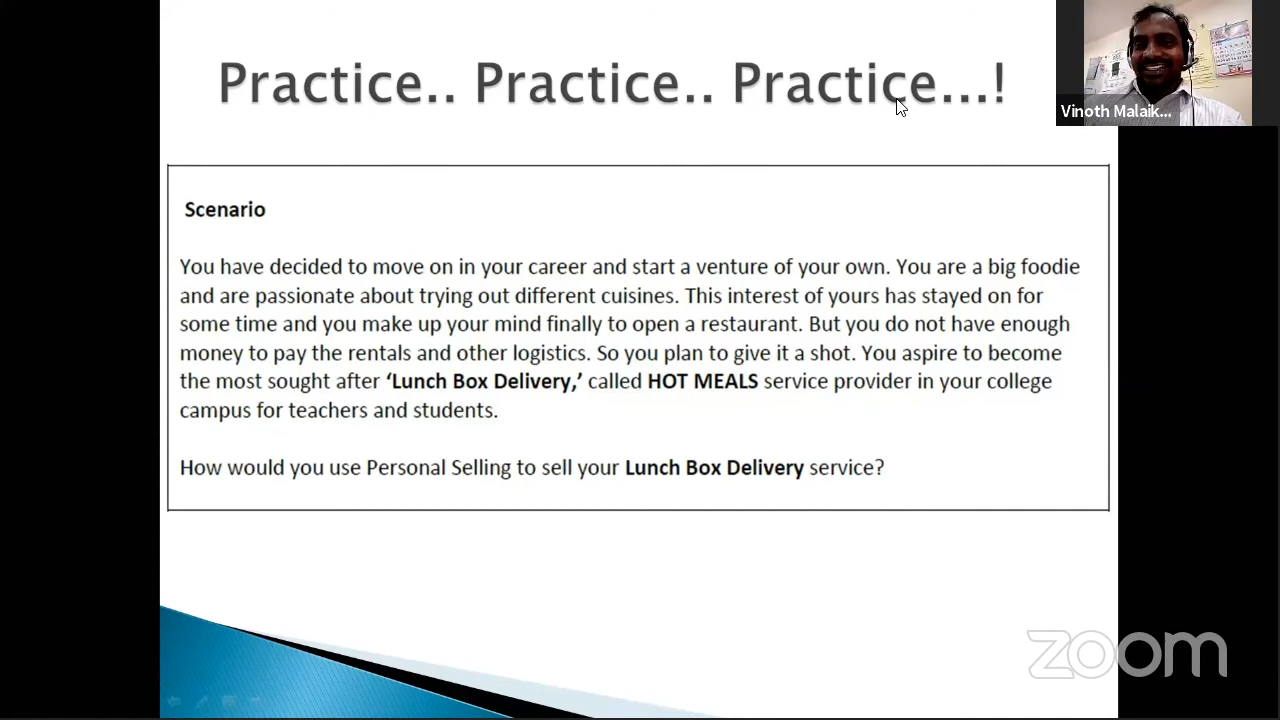 Practice.. Practice.. Practice...!
Vinoth Malaik...
Scenario
You have decided to move on in your career and start a venture of your own. You are a big foodie
and are passionate about trying out different cuisines. This interest of yours has stayed on for
some time and you make up your mind finally to open a restaurant. But you do not have enough
money to pay the rentals and other logistics. So you plan to give it a shot. You aspire to become
the most sought after ‘Lunch Box Delivery,’ called HOT MEALS service provider in your college
campus for teachers and students.
How would you use Personal Selling to sell your Lunch Box Delivery service?
zoom